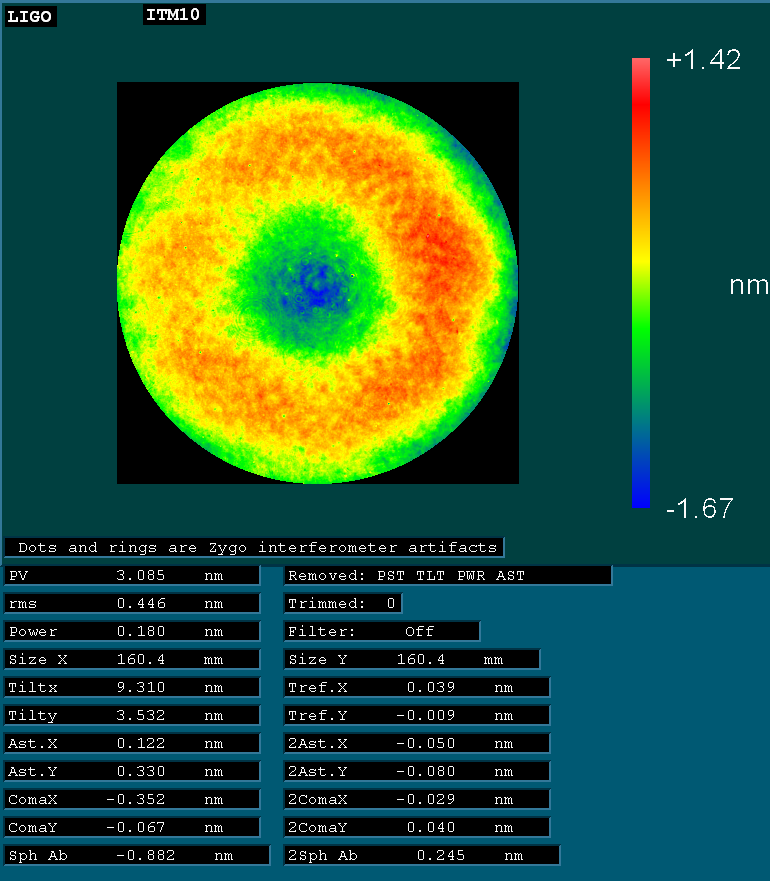 LIGO ITM10
+1.42
nm
-1.67
Dots and rings are Zygo interferometer artifacts
PV 3.085 nm Removed: PST TLT PWR AST
rms 0.446 nm Trimmed: 0
Power 0.180 nm Filter: Off
Size X 160.4 mm Size Y 160.4 mm
Tiltx 9.310 nm Tref.X 0.039 nm
Tilty 3.532 nm Tref.Y -0.009 nm
Ast.X 0.122 nm 2Ast.X -0.050 nm
Ast.Y 0.330 nm 2Ast.Y -0.080 nm
ComaX -0.352 nm 2ComaX -0.029 nm
ComaY -0.067 nm 2ComaY 0.040 nm
Sph Ab -0.882 nm 2Sph Ab 0.245 nm